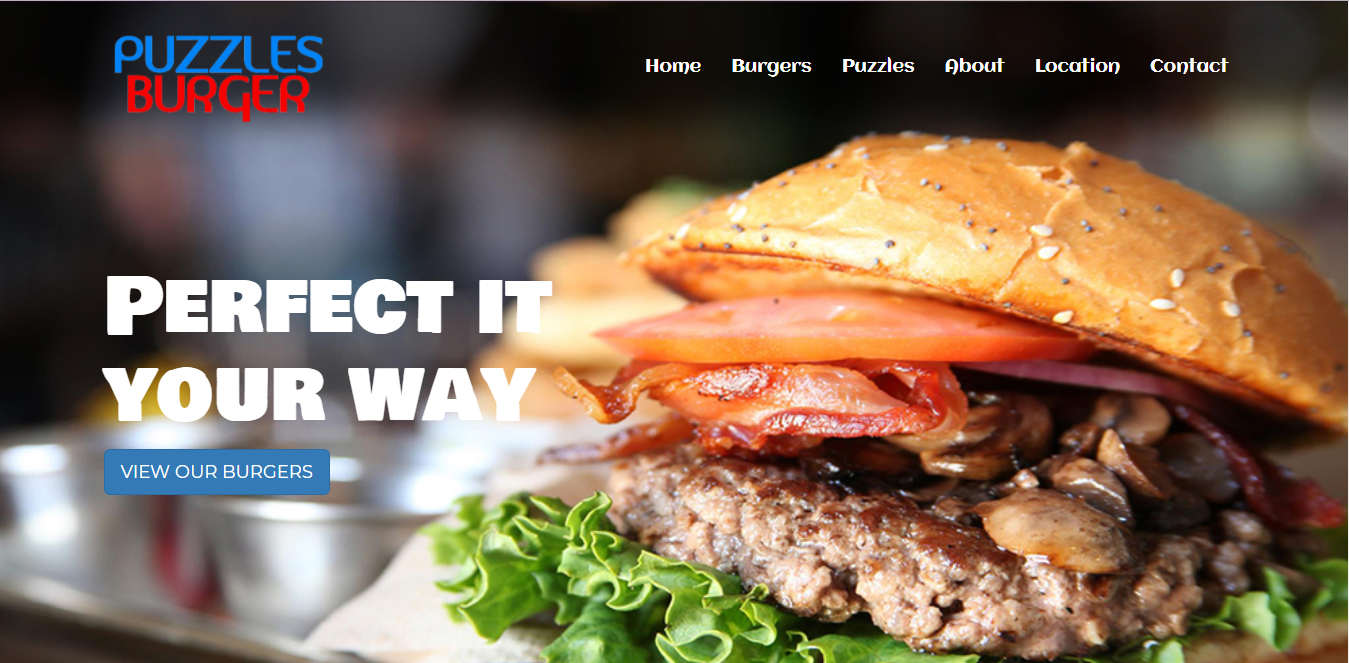 PUZZLES
BURGER
Home Burgers Puzzles About Location Contact
PERFECT IT
YOUR WAY
VIEW OUR BURGERS